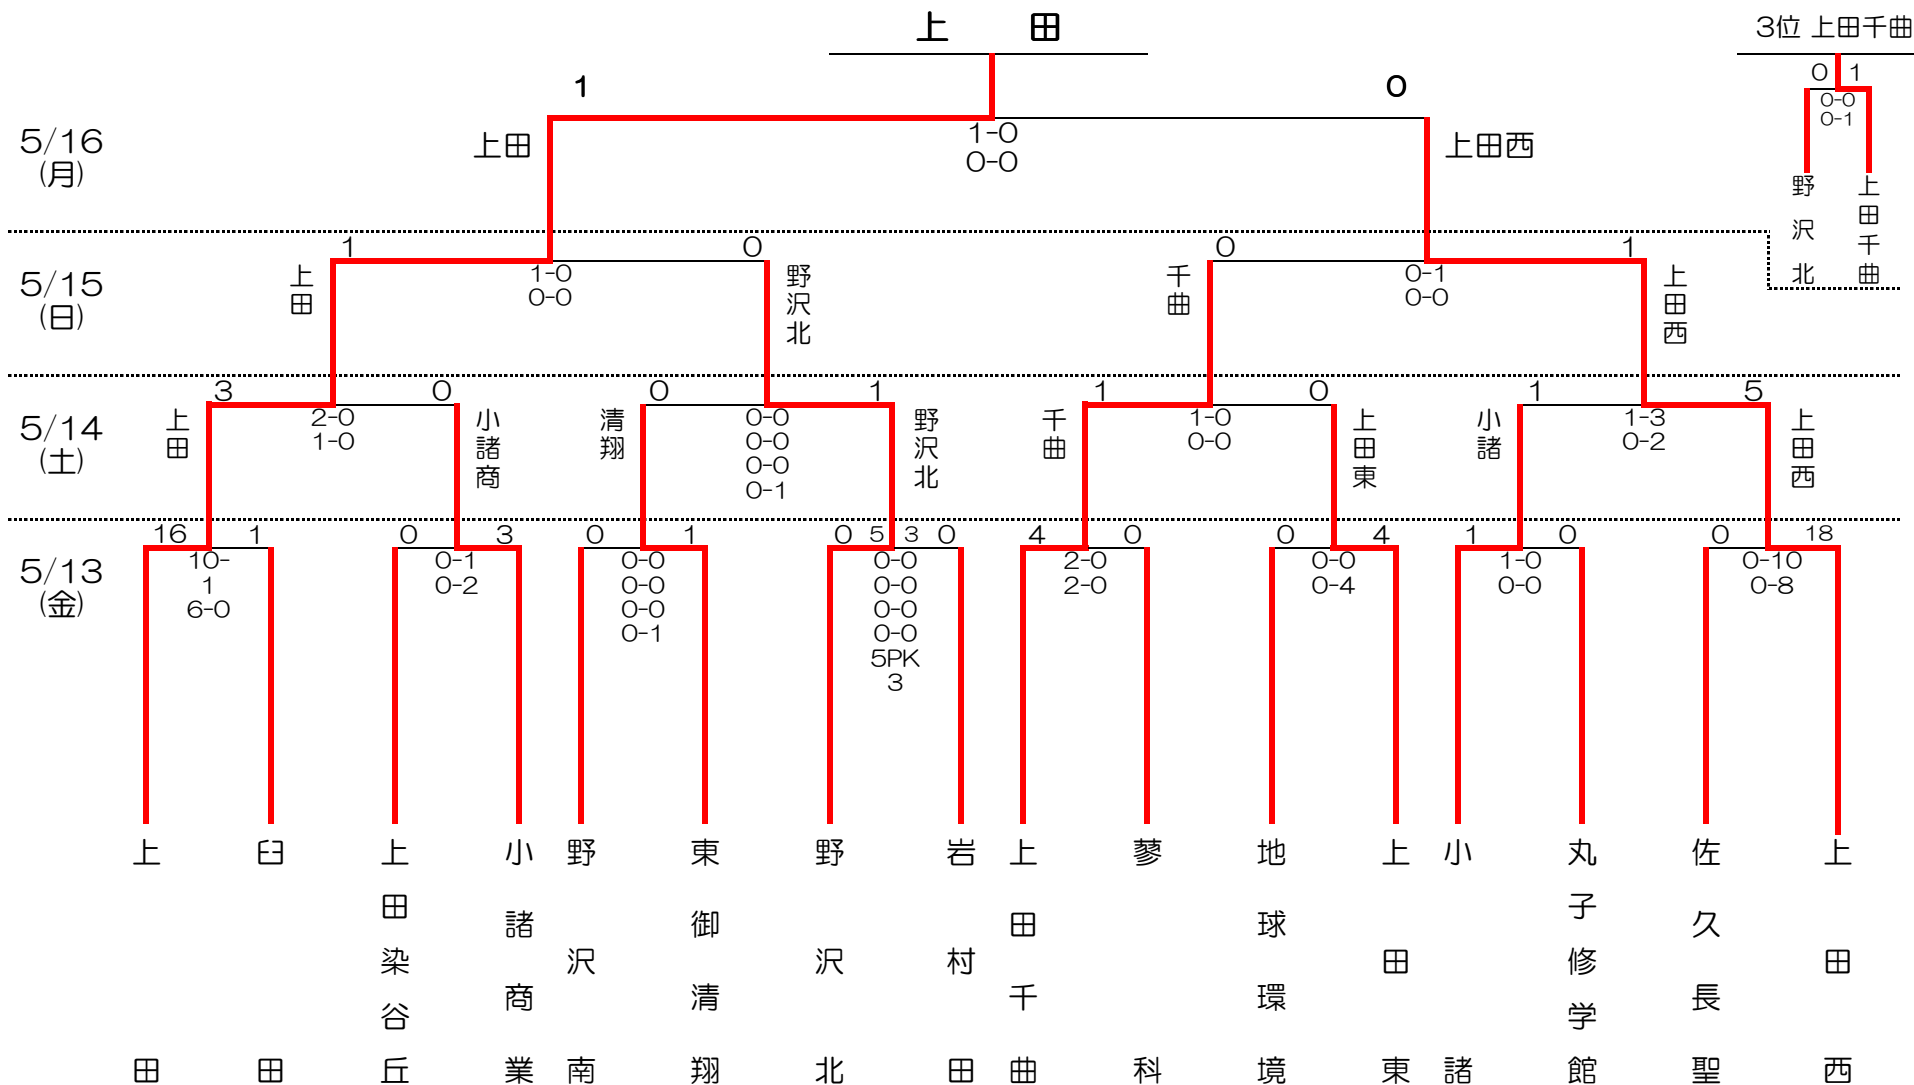 上 田
3位 上田千曲
1 0
0 1
0-0
0-1
野沢北
上田千曲
5/16
(月)
上田
1-0
0-0
上田西
1 0 0 1
5/15
(日)
上田
1-0
0-0
野沢北
千曲
0-1
0-0
上田西
3 0 0 1 1 0 1 5
5/14
(土)
上田
2-0
1-0
小諸商
清翔
0-0
0-0
0-0
0-1
野沢北
千曲
1-0
0-0
上田東
小諸
1-3
0-2
上田西
16 1 0 3 0 1 0 5 3 0 4 0 0 4 1 0 0 18
5/13
(金)
10-
1
6-0
0-1
0-2
0-0
0-0
0-0
0-1
0-0
0-0
0-0
0-0
5PK
3
2-0
2-0
0-0
0-4
1-0
0-0
0-10
0-8
上田
臼田
上田染谷丘
小諸商業
野沢南
東御清翔
野沢北
岩村田
上田千曲
蓼科
地球環境
上田東
小諸
丸子修学館
佐久長聖
上田西